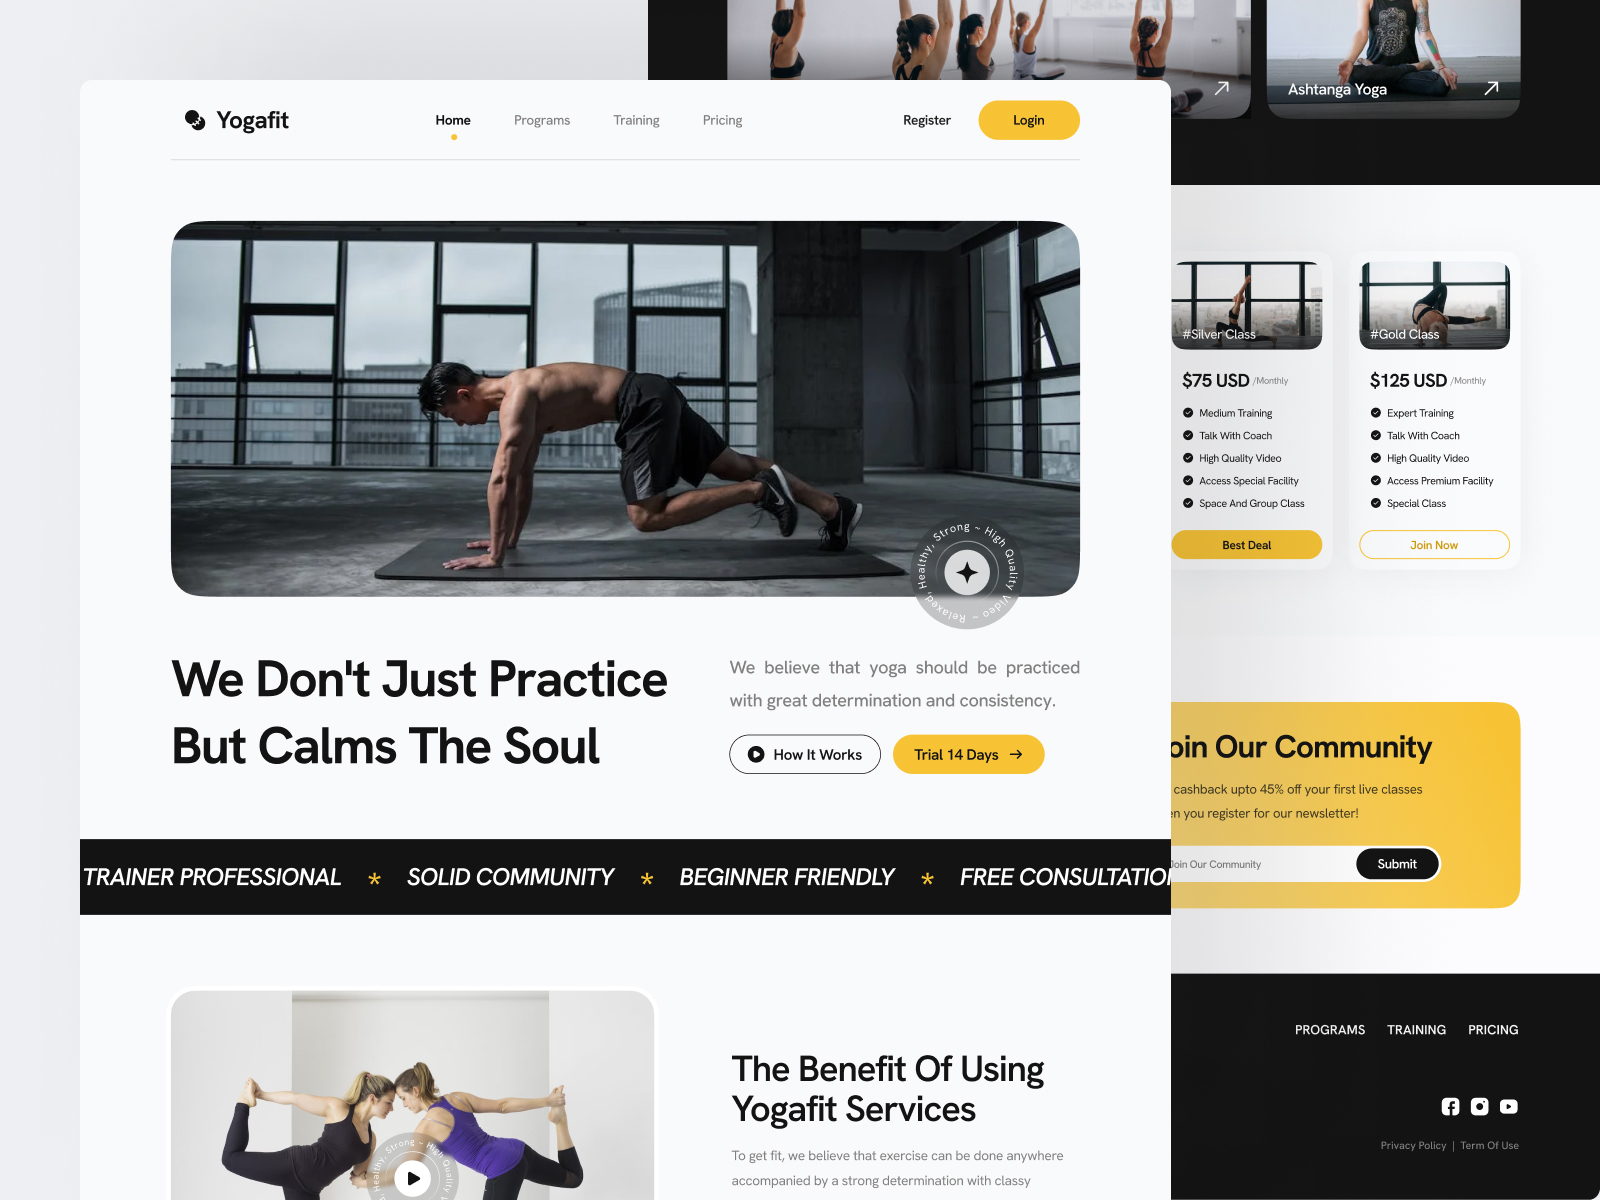 Ashtanga Yoga
Yogafit
Home
Programs
Training
Pricing
Register
Login
Healthy, Strong ~ High Quality Video ~ Relaxed,
We Don't Just Practice
But Calms The Soul
We believe that yoga should be practiced
with great determination and consistency.
How It Works
Trial 14 Days
TRAINER PROFESSIONAL * SOLID COMMUNITY * BEGINNER FRIENDLY * FREE CONSULTATION
Healthy, Strong ~ High Quality
The Benefit Of Using
Yogafit Services
To get fit, we believe that exercise can be done anywhere
accompanied by a strong determination with classy
#Silver Class
$75 USD /Monthly
Medium Training
Talk With Coach
High Quality Video
Access Special Facility
Space And Group Class
Best Deal
#Gold Class
$125 USD /Monthly
Expert Training
Talk With Coach
High Quality Video
Access Premium Facility
Special Class
Join Now
oin Our Community
cashback upto 45% off your first live classes
en you register for our newsletter!
Join Our Community
Submit
PROGRAMS
TRAINING
PRICING
Privacy Policy | Term Of Use